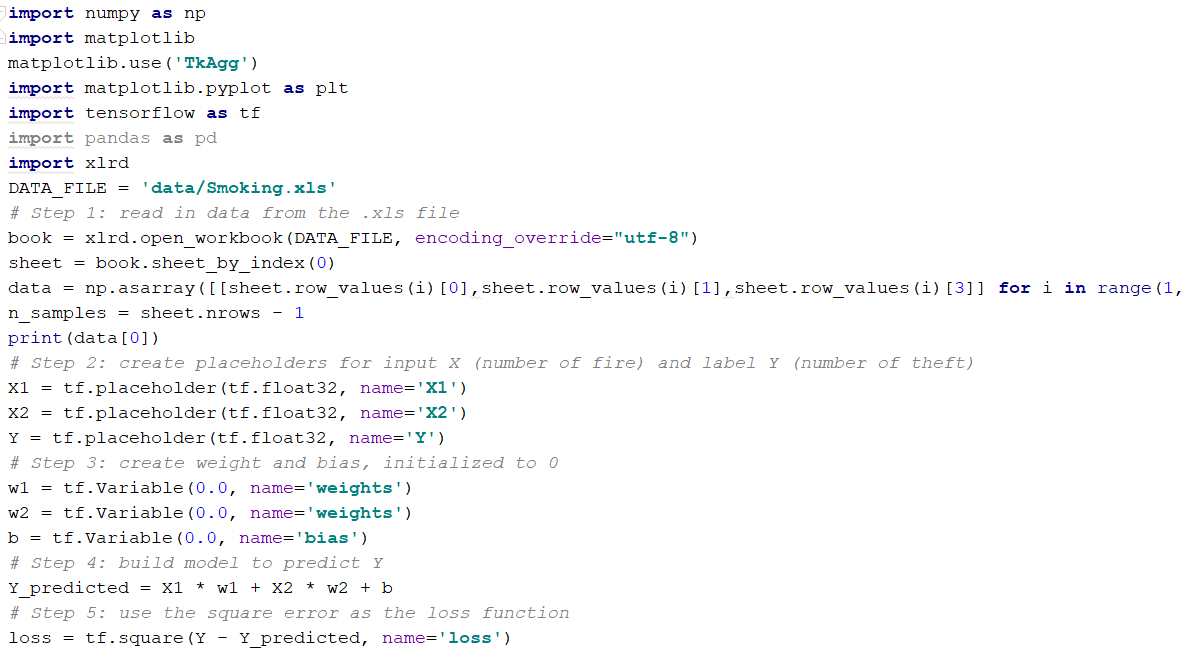 import numpy as np
import matplotlib
matplotlib.use('TkAgg')
import matplotlib.pyplot as plt
import tensorflow as tf
import pandas as pd
import xlrd
DATA_FILE = 'data/Smoking.xls'
# Step 1: read in data from the .xls file
book = xlrd.open_workbook(DATA_FILE, encoding_override="utf-8")
sheet = book.sheet_by_index(0)
data = np.asarray([[sheet.row_values(i)[0],sheet.row_values(i)[1],sheet.row_values(i)[3]] for i in range(1,
n_samples = sheet.nrows - 1
print(data[0])
# Step 2: create placeholders for input X (number of fire) and label Y (number of theft)
X1 = tf.placeholder(tf.float32, name='X1')
X2 = tf.placeholder(tf.float32, name='X2')
Y = tf.placeholder(tf.float32, name='Y')
# Step 3: create weight and bias, initialized to 0
w1 = tf.Variable(0.0, name='weights')
w2 = tf.Variable(0.0, name='weights')
b = tf.Variable(0.0, name='bias')
# Step 4: build model to predict Y
Y_predicted = X1 * w1 + X2 * w2 + b
# Step 5: use the square error as the loss function
loss = tf.square(Y - Y_predicted, name='loss')